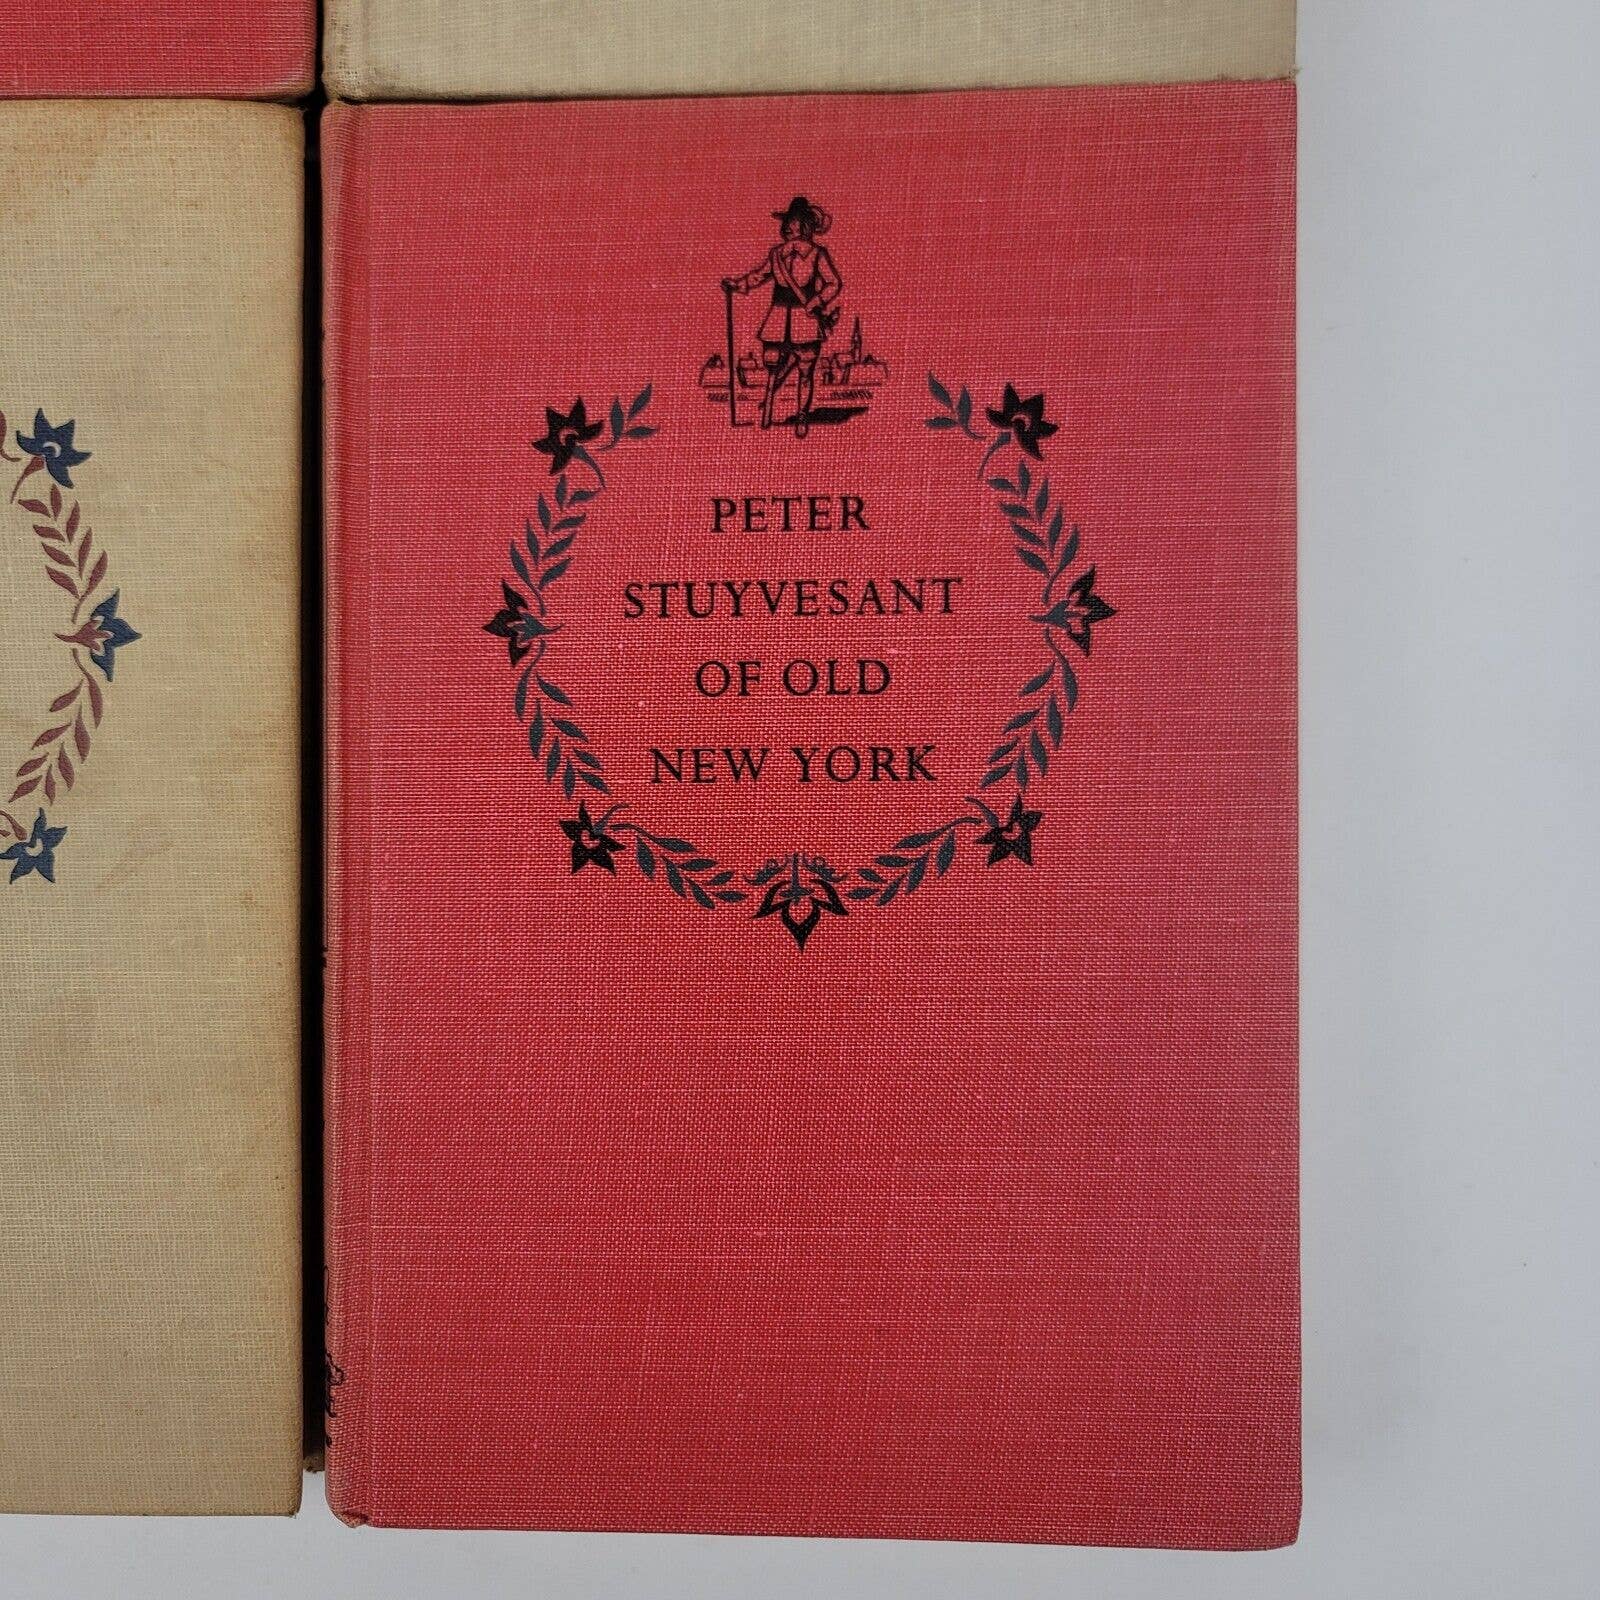 PETER
STUYVESANT
OF OLD
NEW YORK